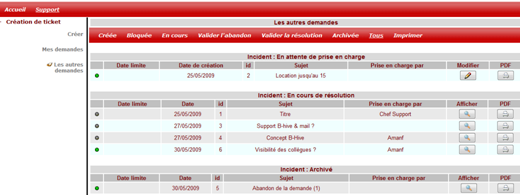 Accueil Support
Création de ticket
Créer
Mes demandes
Les autres demandes
Les autres demandes
Créée Bloquée En cours Valider l'abandon Valider la résolution Archivée Tous Imprimer
Incident : En attente de prise en charge
Date limite Date de création id Sujet Prise en charge par Modifier PDF
25/05/2009 2 Location jusqu'au 15
Incident : En cours de résolution
Date limite Date id Sujet Prise en charge par Afficher PDF
25/05/2009 1 Titre Chef Support
27/05/2009 3 Support B-hive & mail ?
27/05/2009 4 Concept B-Hive Amarif
30/05/2009 6 Visibilité des collègues ? Amarif
Incident : Archivé
Date limite Date id Sujet Prise en charge par Afficher PDF
30/05/2009 5 Abandon de la demande (1)